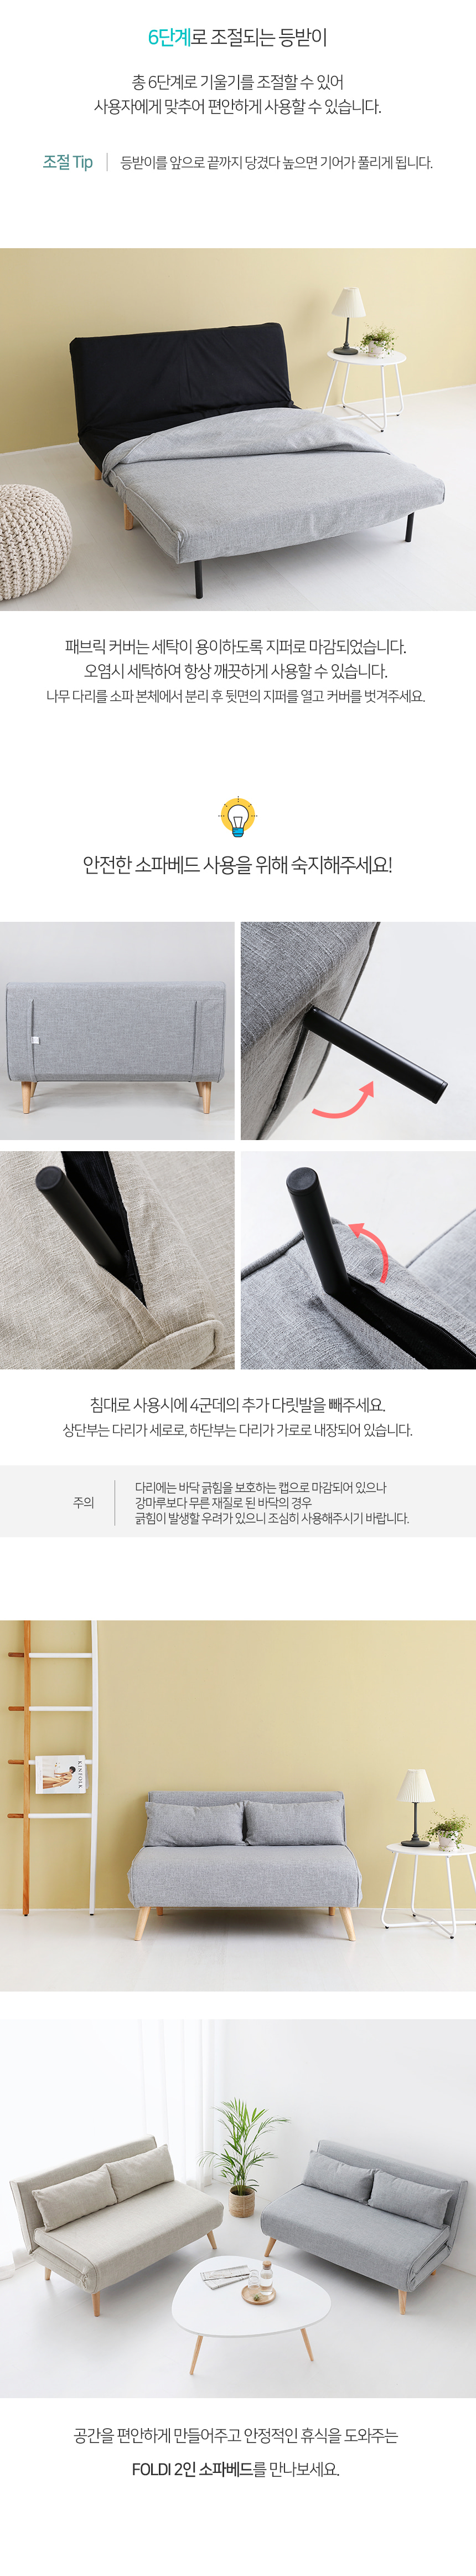 6단계로 조절되는 등받이
총 6단계로 기울기를 조절할 수 있어
사용자에게 맞추어 편안하게 사용할 수 있습니다.
조절 Tip
등받이를 앞으로 끝까지 당겼다 높으면 기어가 풀리게 됩니다.
패브릭 커버는 세탁이 용이하도록 지퍼로 마감되었습니다.
오염시 세탁하여 항상 깨끗하게 사용할 수 있습니다.
나무 다리를 소파 본체에서 분리 후 뒷면의 지퍼를 열고 커버를 벗겨주세요.
안전한 소파베드 사용을 위해 숙지해주세요!
침대로 사용시에 4군데의 추가 다릿발을 빼주세요.
상단부는 다리가 세로로, 하단부는 다리가 가로로 내장되어 있습니다.
주의
다리에는 바닥 긁힘을 보호하는 캡으로 마감되어 있으나
강마루보다 무른 재질로 된 바닥의 경우
긁힘이 발생할 우려가 있으니 조심히 사용해주시기 바랍니다.
KINFOLK
공간을 편안하게 만들어주고 안정적인 휴식을 도와주는
FOLDI 2인 소파베드를 만나보세요.